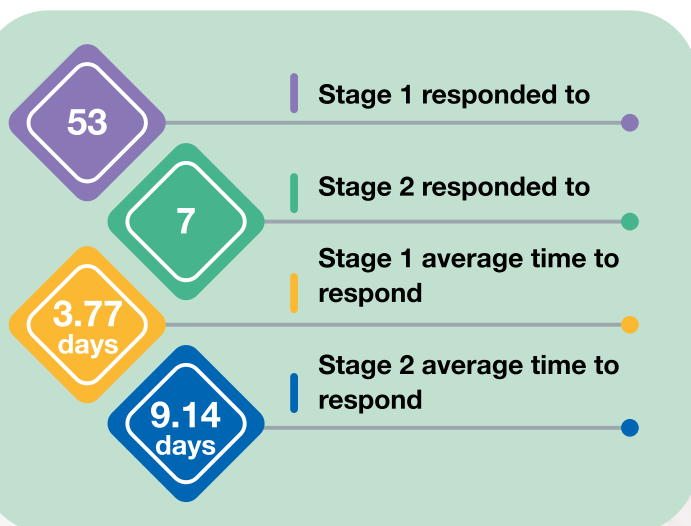 53
Stage 1 responded to
7
Stage 2 responded to
3.77
days
Stage 1 average time to
respond
9.14
days
Stage 2 average time to
respond